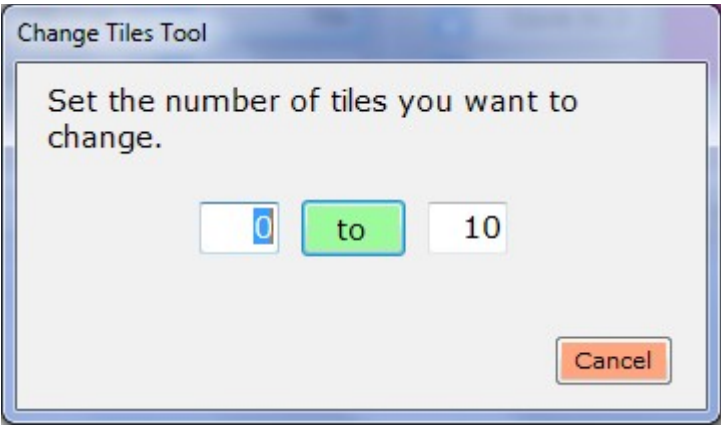 Change Tiles Tool
Set the number of tiles you want to
change.
0 to 10
Cancel